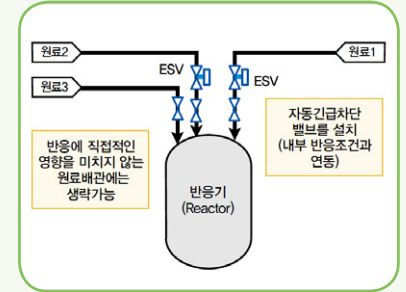 원료2
원료1
ESV
ESV
원료3
자동긴급차단
밸브를 설치
(내부 반응조건과
연동)
반응에 직접적인
영향을 미치지 않는
원료배관에는
생략가능
반응기
(Reactor)